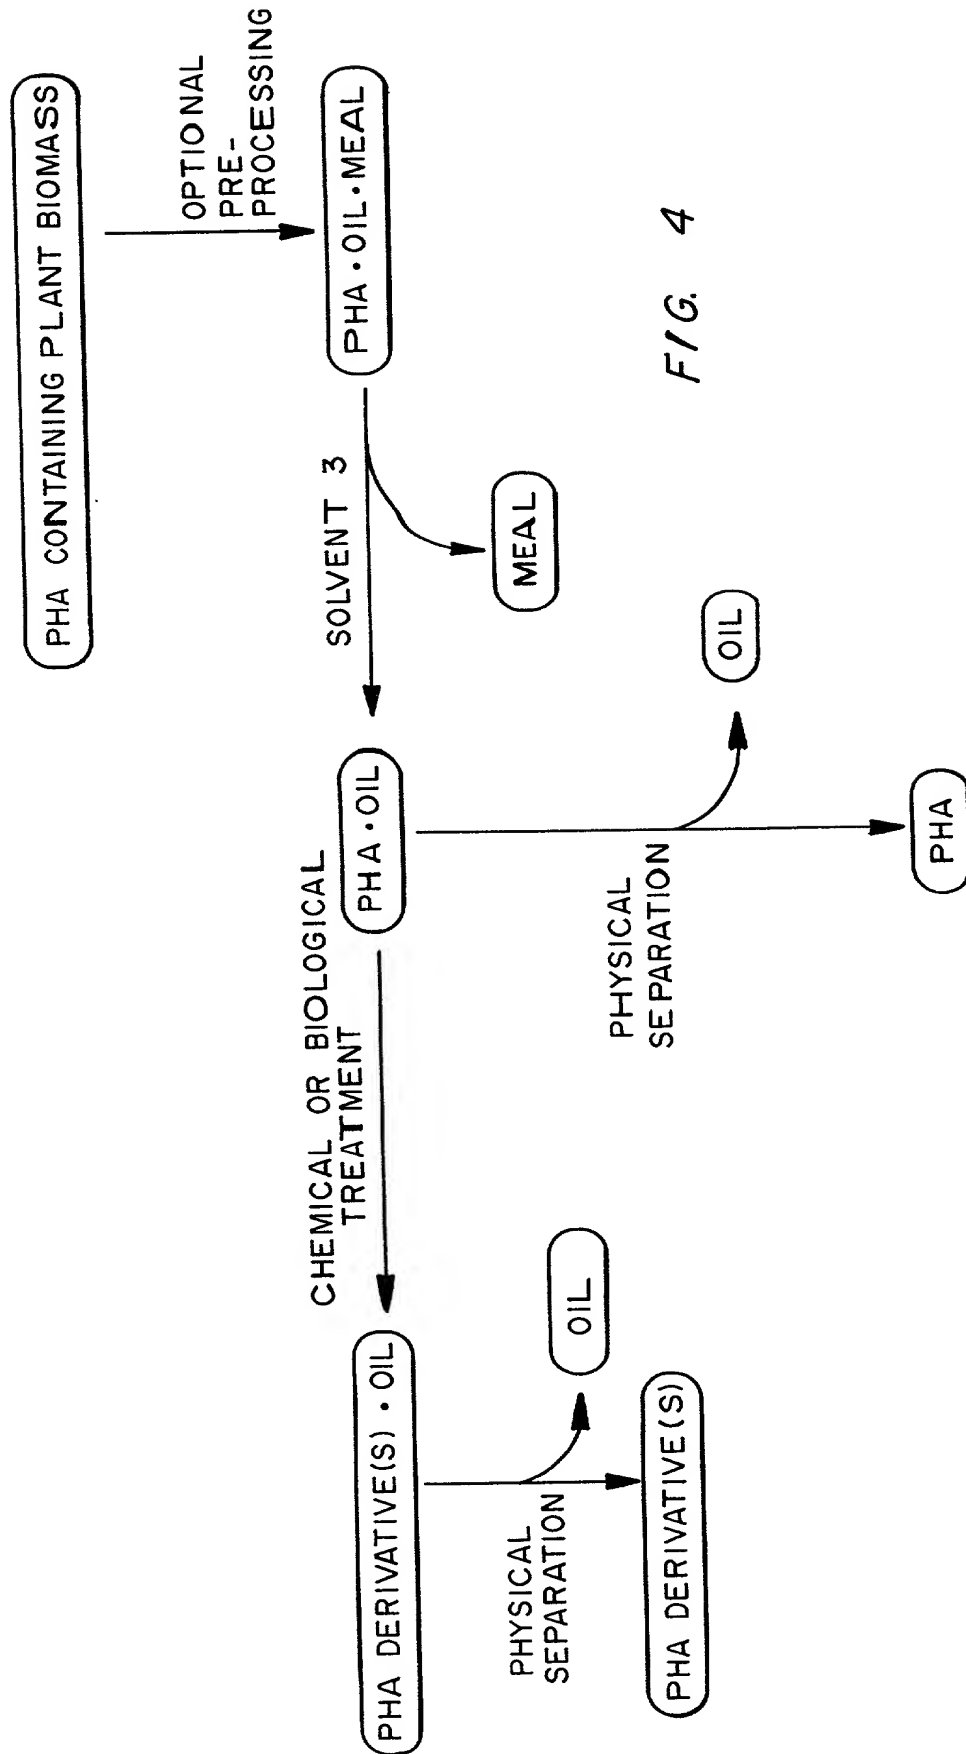 PHA CONTAINING PLANT BIOMASS
OPTIONAL
PRE-
PROCESSING
PHA • OIL • MEAL
SOLVENT 3
MEAL
PHA • OIL
PHYSICAL
SEPARATION
OIL
PHA
CHEMICAL OR BIOLOGICAL
TREATMENT
PHA DERIVATIVE(S) • OIL
PHYSICAL
SEPARATION
OIL
PHA DERIVATIVE(S)
FIG. 4